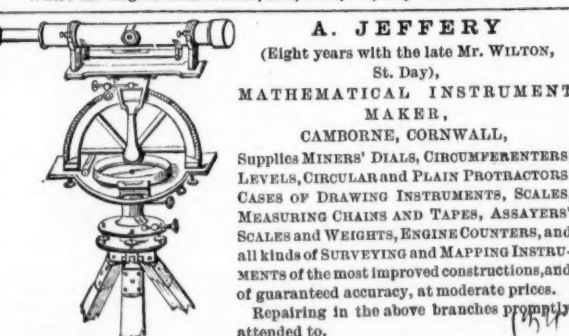 A. JEFFERY
(Eight years with the late Mr. WILTON,
St. Day),
MATHEMATICAL INSTRUMENT
MAKER,
CAMBORNE, CORNWALL,
Supplies MINERS' DIALS, CIRCUMFERENTERS
LEVELS, CIRCULAR and PLAIN PROTRACTORS
CASES OF DRAWING INSTRUMENTS, SCALES,
MEASURING CHAINS AND TAPES, ASSAYERS'
SCALES and WEIGHTS, ENGINE COUNTERS, and
all kinds of SURVEYING and MAPPING INSTRU-
MENTS of the most improved constructions, and
of guaranteed accuracy, at moderate prices.
Repairing in the above branches promptly
attended to.